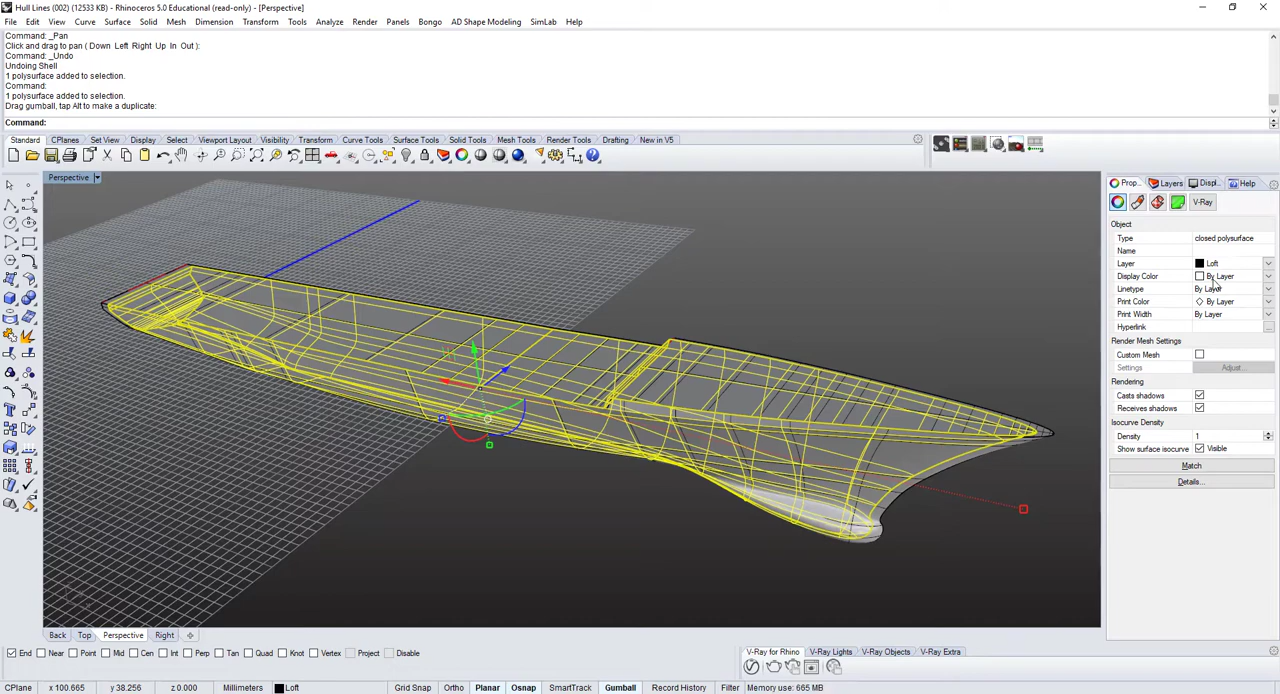 Hull Lines (002) (12533 KB) - Rhinoceros 5.0 Educational (read-only) - [Perspective]
File Edit View Curve Surface Solid Mesh Dimension Transform Tools Analyze Render Panels Bongo AD Shape Modeling SimLab Help
Command: _Pan
Click and drag to pan ( Down Left Right Up In Out ):
Command: _Undo
Undoing Shell
1 polysurface added to selection.
Command:
1 polysurface added to selection.
Drag gumball, tap Alt to make a duplicate:
Command:
Standard CPlanes Set View Display Select Viewport Layout Visibility Transform Curve Tools Surface Tools Solid Tools Mesh Tools Render Tools Drafting New in V5
Perspective
Prop... Layers Displ... Help
V-Ray
Object
Type closed polysurface
Name
Layer Loft
Display Color By Layer
Linetype By Layer
Print Color By Layer
Print Width By Layer
Hyperlink ...
Render Mesh Settings
Custom Mesh
Settings Adjust...
Rendering
Casts shadows
Receives shadows
Isocurve Density
Density 1
Show surface isocurve Visible
Match
Details...
Back Top Perspective Right
End Near Point Mid Cen Int Perp Tan Quad Knot Vertex Project Disable
V-Ray for Rhino V-Ray Lights V-Ray Objects V-Ray Extra
CPlane x 100.665 y 38.256 z 0.000 Millimeters Loft Grid Snap Ortho Planar Osnap SmartTrack Gumball Record History Filter Memory use: 665 MB